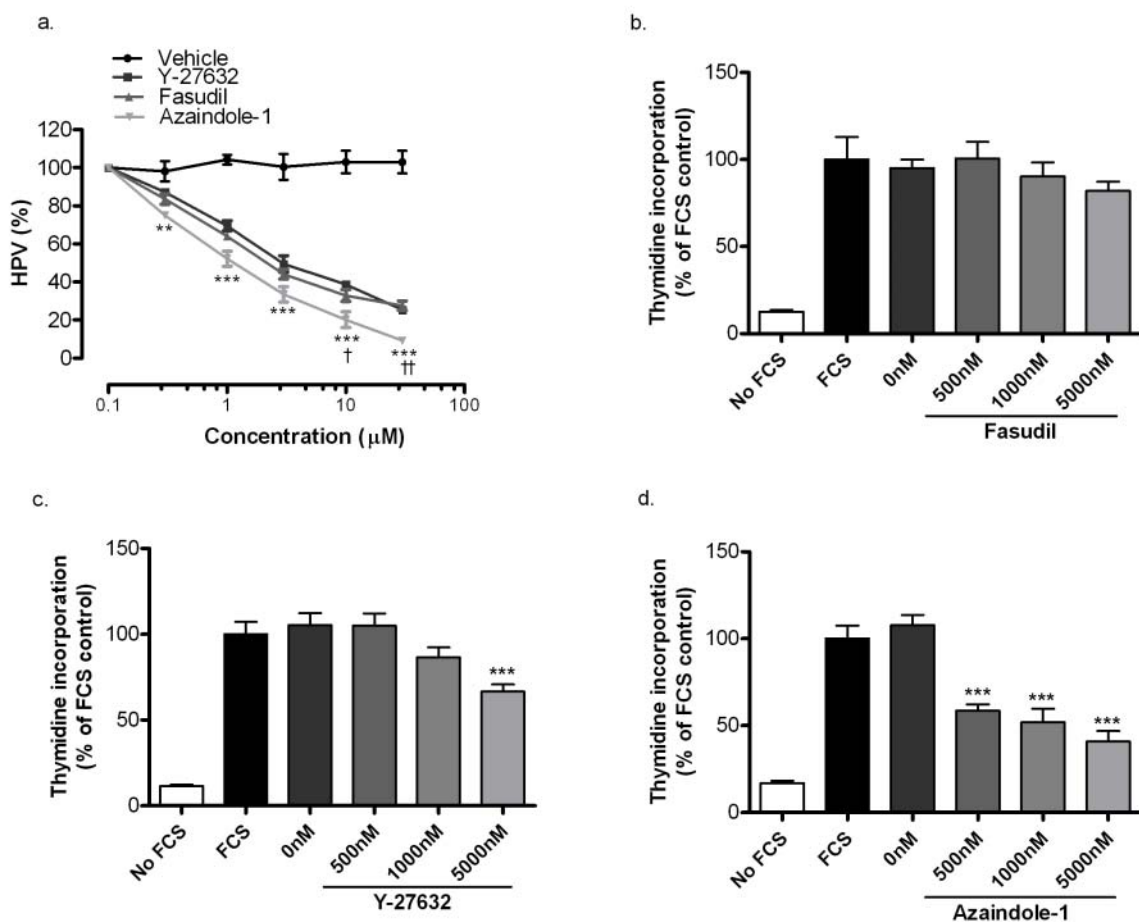 a.
Vehicle
Y-27632
Fasudil
Azaindole-1
HPV (%)
120
100
80
60
40
20
0
**
***
***
***
†
***
††
0.1
1
10
100
Concentration (μM)
b.
Thymidine incorporation
(% of FCS control)
150
100
50
0
No FCS
FCS
0nM
500nM
1000nM
5000nM
Fasudil
c.
Thymidine incorporation
(% of FCS control)
150
100
50
0
***
No FCS
FCS
0nM
500nM
1000nM
5000nM
Y-27632
d.
Thymidine incorporation
(% of FCS control)
150
100
50
0
***
***
***
No FCS
FCS
0nM
500nM
1000nM
5000nM
Azaindole-1